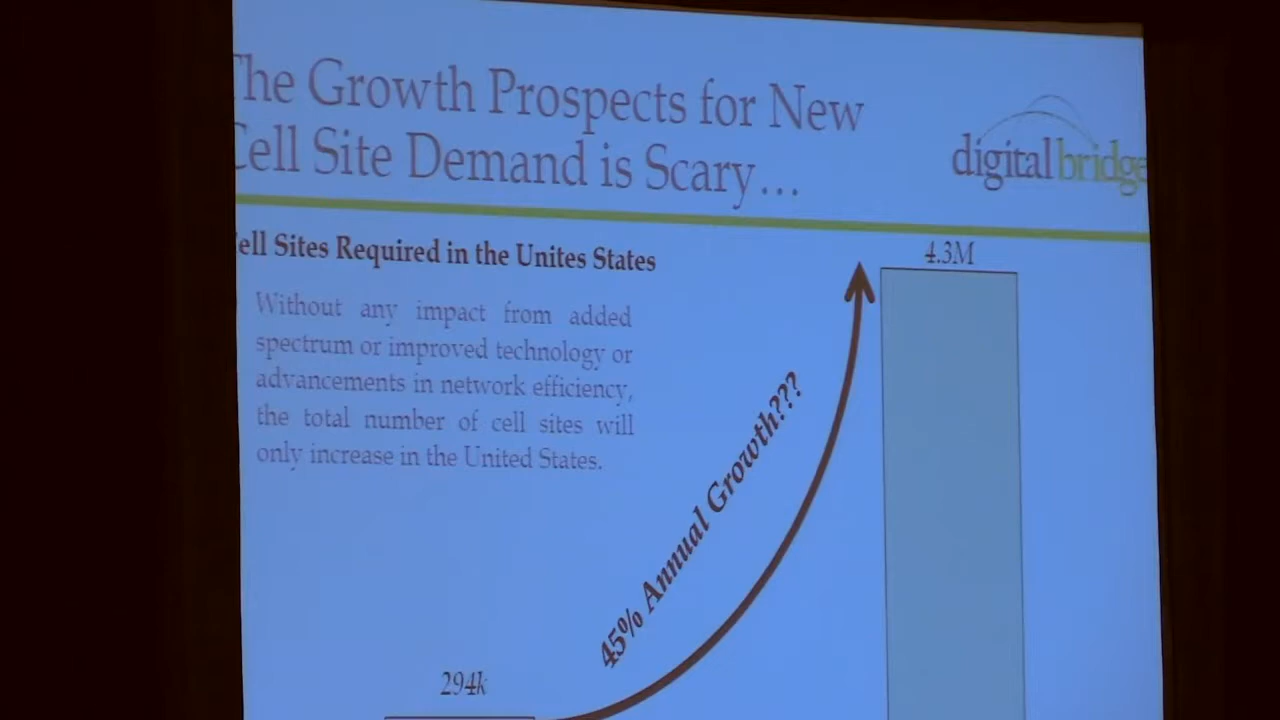 The Growth Prospects for New
Cell Site Demand is Scary...
digitalbridge
Cell Sites Required in the Unites States
4.3M
Without any impact from added
spectrum or improved technology or
advancements in network efficiency,
the total number of cell sites will
only increase in the United States.
45% Annual Growth???
294k